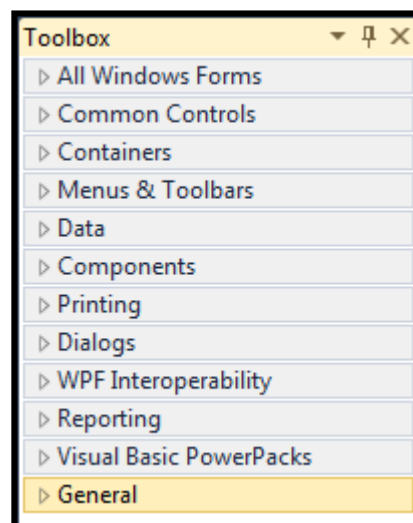 Toolbox
All Windows Forms
Common Controls
Containers
Menus & Toolbars
Data
Components
Printing
Dialogs
WPF Interoperability
Reporting
Visual Basic PowerPacks
General